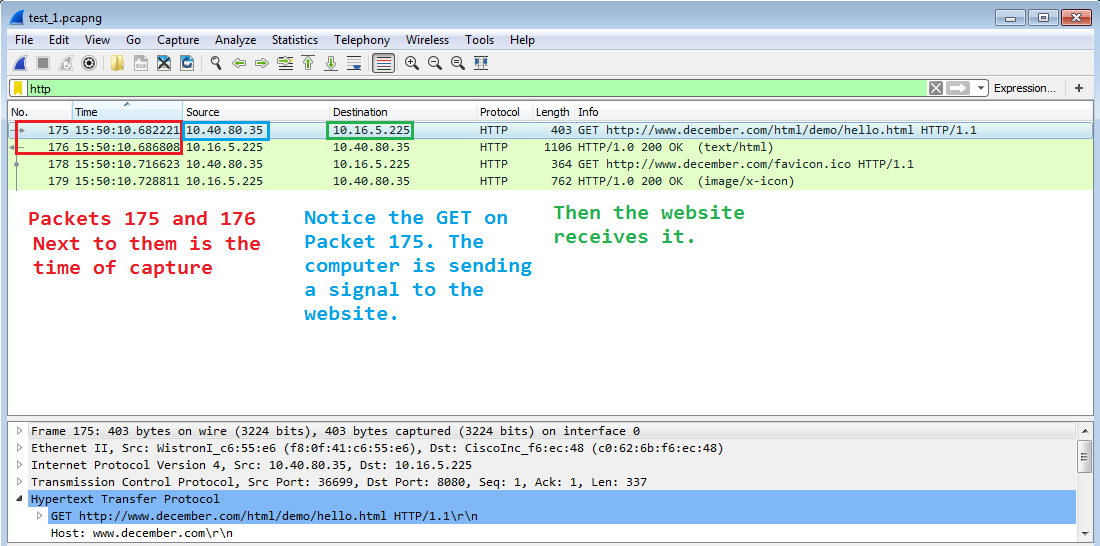 test_1.pcapng
File Edit View Go Capture Analyze Statistics Telephony Wireless Tools Help
http Expression... +
No. Time Source Destination Protocol Length Info
175 15:50:10.682221 10.40.80.35 10.16.5.225 HTTP 403 GET http://www.december.com/html/demo/hello.html HTTP/1.1
176 15:50:10.686808 10.16.5.225 10.40.80.35 HTTP 1106 HTTP/1.0 200 OK (text/html)
178 15:50:10.716623 10.40.80.35 10.16.5.225 HTTP 364 GET http://www.december.com/favicon.ico HTTP/1.1
179 15:50:10.728811 10.16.5.225 10.40.80.35 HTTP 762 HTTP/1.0 200 OK (image/x-icon)
Packets 175 and 176
Next to them is the
time of capture
Notice the GET on
Packet 175. The
computer is sending
a signal to the
website.
Then the website
receives it.
Frame 175: 403 bytes on wire (3224 bits), 403 bytes captured (3224 bits) on interface 0
Ethernet II, Src: WistronI_c6:55:e6 (f8:0f:41:c6:55:e6), Dst: CiscoInc_f6:ec:48 (c0:62:6b:f6:ec:48)
Internet Protocol Version 4, Src: 10.40.80.35, Dst: 10.16.5.225
Transmission Control Protocol, Src Port: 36699, Dst Port: 8080, Seq: 1, Ack: 1, Len: 337
Hypertext Transfer Protocol
GET http://www.december.com/html/demo/hello.html HTTP/1.1\r\n
Host: www.december.com\r\n